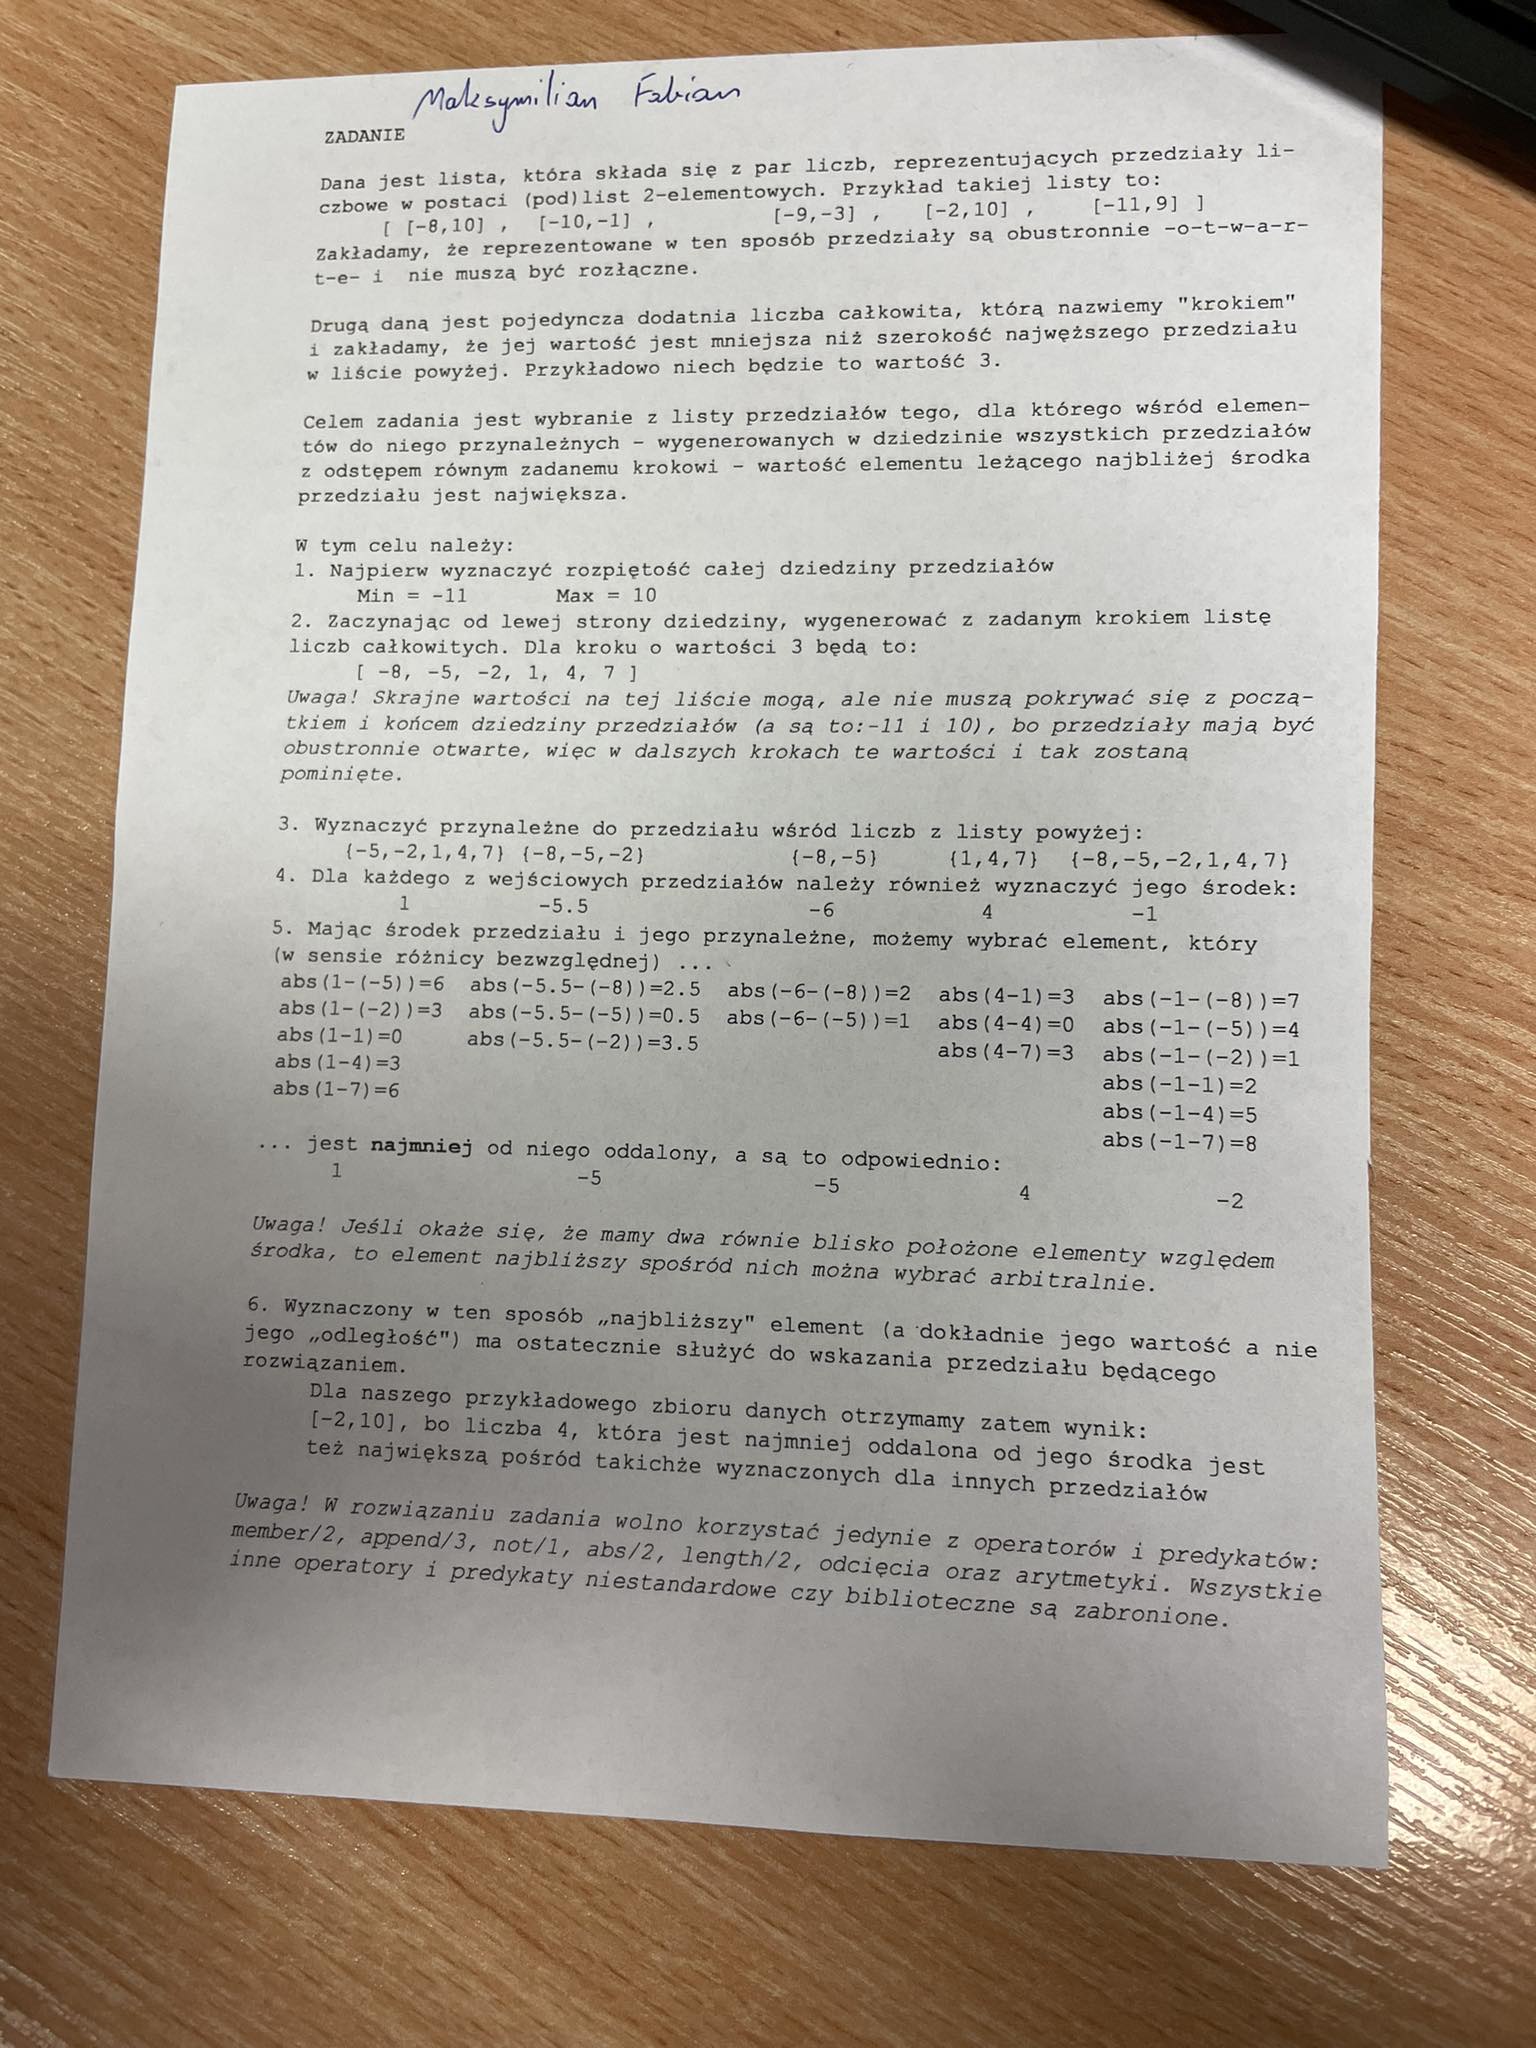 Maksymilian Fabian
ZADANIE
Dana jest lista, która składa się z par liczb, reprezentujących przedziały li-
czbowe w postaci (pod)list 2-elementowych. Przykład takiej listy to:
[ [-8,10] , [-10,-1] , [-9,-3] , [-2,10] , [-11,9] ]
Zakładamy, że reprezentowane w ten sposób przedziały są obustronnie -o-t-w-a-r-
t-e- i nie muszą być rozłączne.
Drugą daną jest pojedyncza dodatnia liczba całkowita, którą nazwiemy "krokiem"
i zakładamy, że jej wartość jest mniejsza niż szerokość najwęższego przedziału
w liście powyżej. Przykładowo niech będzie to wartość 3.
Celem zadania jest wybranie z listy przedziałów tego, dla którego wśród elemen-
tów do niego przynależnych - wygenerowanych w dziedzinie wszystkich przedziałów
z odstępem równym zadanemu krokowi - wartość elementu leżącego najbliżej środka
przedziału jest największa.
W tym celu należy:
1. Najpierw wyznaczyć rozpiętość całej dziedziny przedziałów
Min = -11 Max = 10
2. Zaczynając od lewej strony dziedziny, wygenerować z zadanym krokiem listę
liczb całkowitych. Dla kroku o wartości 3 będą to:
[ -8, -5, -2, 1, 4, 7 ]
Uwaga! Skrajne wartości na tej liście mogą, ale nie muszą pokrywać się z począ-
tkiem i końcem dziedziny przedziałów (a są to:-11 i 10), bo przedziały mają być
obustronnie otwarte, więc w dalszych krokach te wartości i tak zostaną
pominięte.
3. Wyznaczyć przynależne do przedziału wśród liczb z listy powyżej:
{-5,-2,1,4,7} {-8,-5,-2} {-8,-5} {1,4,7} {-8,-5,-2,1,4,7}
4. Dla każdego z wejściowych przedziałów należy również wyznaczyć jego środek:
1 -5.5 -6 4 -1
5. Mając środek przedziału i jego przynależne, możemy wybrać element, który
(w sensie różnicy bezwzględnej) ...
abs(1-(-5))=6 abs(-5.5-(-8))=2.5 abs(-6-(-8))=2 abs(4-1)=3 abs(-1-(-8))=7
abs(1-(-2))=3 abs(-5.5-(-5))=0.5 abs(-6-(-5))=1 abs(4-4)=0 abs(-1-(-5))=4
abs(1-1)=0 abs(-5.5-(-2))=3.5 abs(4-7)=3 abs(-1-(-2))=1
abs(1-4)=3 abs(-1-1)=2
abs(1-7)=6 abs(-1-4)=5
abs(-1-7)=8
... jest najmniej od niego oddalony, a są to odpowiednio:
1 -5 -5 4 -2
Uwaga! Jeśli okaże się, że mamy dwa równie blisko położone elementy względem
środka, to element najbliższy spośród nich można wybrać arbitralnie.
6. Wyznaczony w ten sposób „najbliższy" element (a dokładnie jego wartość a nie
jego „odległość") ma ostatecznie służyć do wskazania przedziału będącego
rozwiązaniem.
Dla naszego przykładowego zbioru danych otrzymamy zatem wynik:
[-2,10], bo liczba 4, która jest najmniej oddalona od jego środka jest
też największą pośród takichże wyznaczonych dla innych przedziałów
Uwaga! W rozwiązaniu zadania wolno korzystać jedynie z operatorów i predykatów:
member/2, append/3, not/1, abs/2, length/2, odcięcia oraz arytmetyki. Wszystkie
inne operatory i predykaty niestandardowe czy biblioteczne są zabronione.